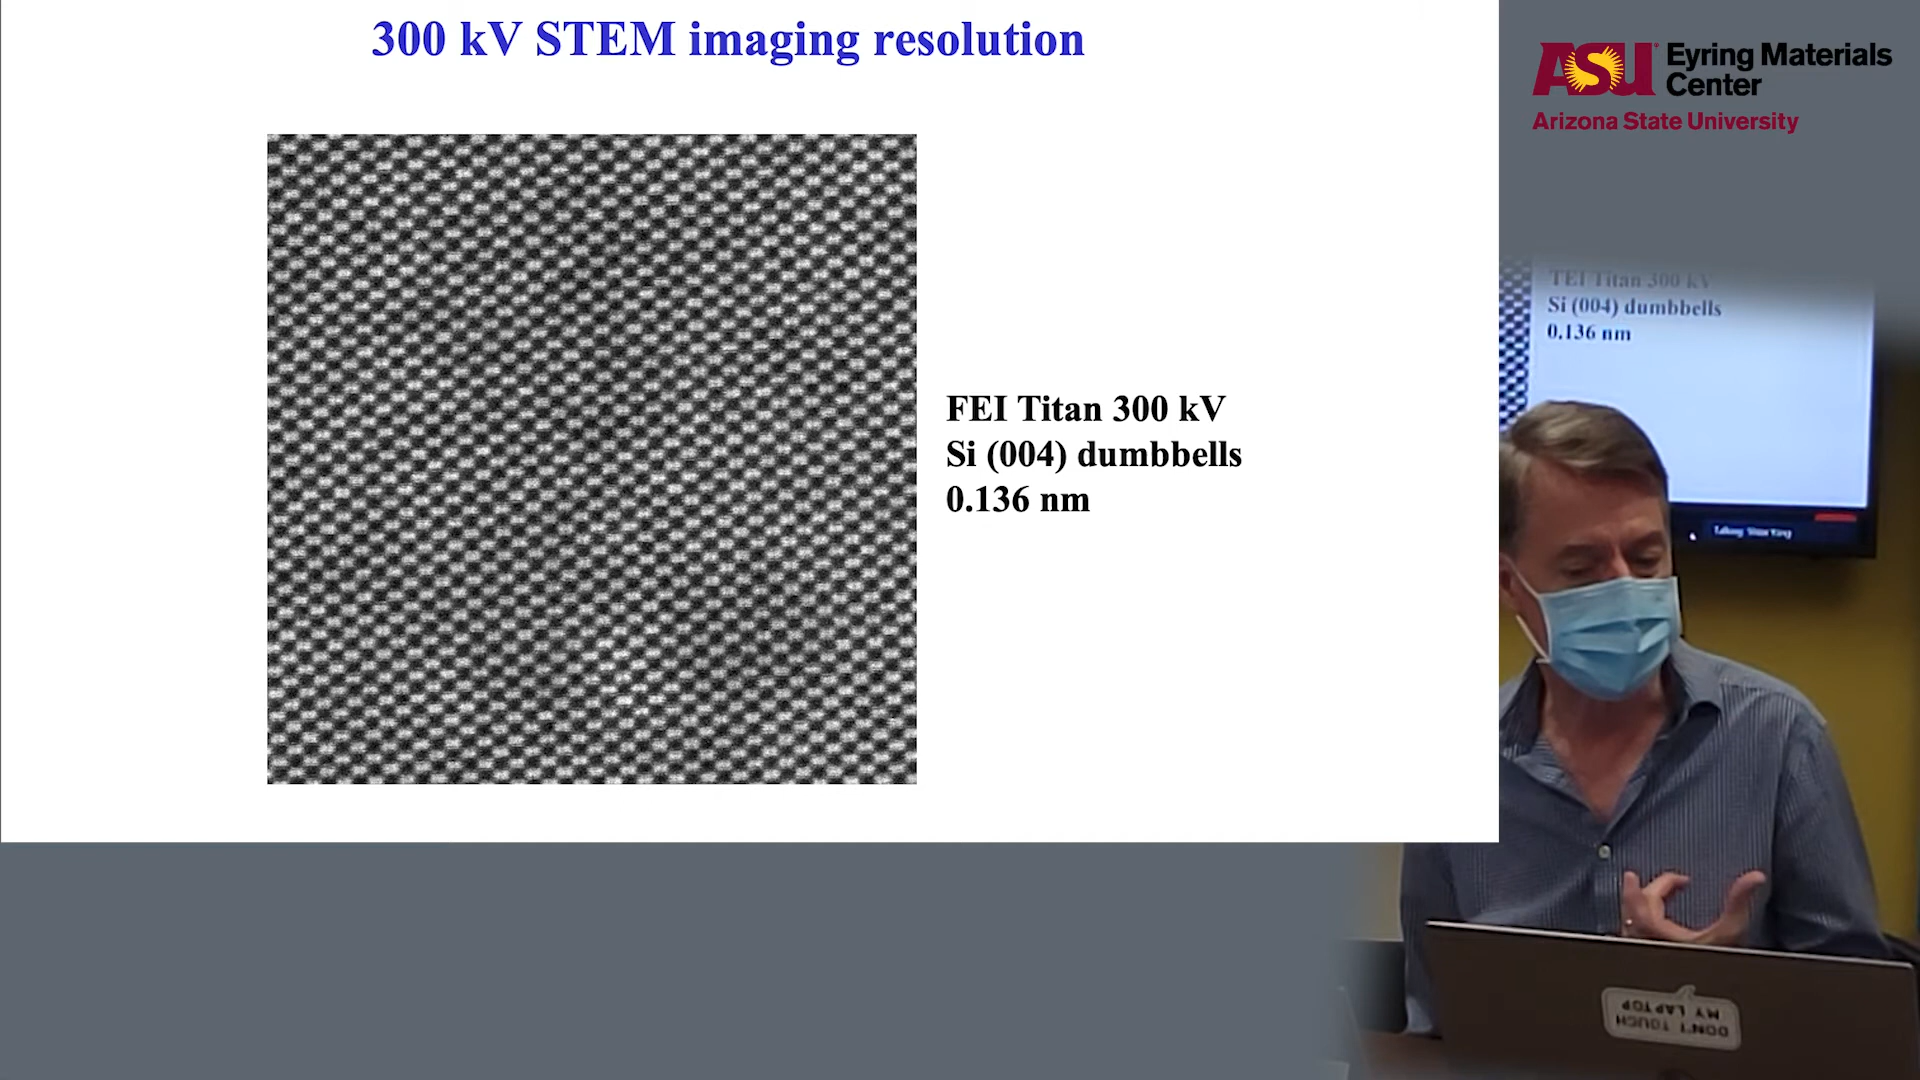 300 kV STEM imaging resolution
FEI Titan 300 kV
Si (004) dumbbells
0.136 nm
ASU Eyring Materials
Center
Arizona State University
FEI Titan 300 kV
Si (004) dumbbells
0.136 nm
DON'T TOUCH
MY LAPTOP